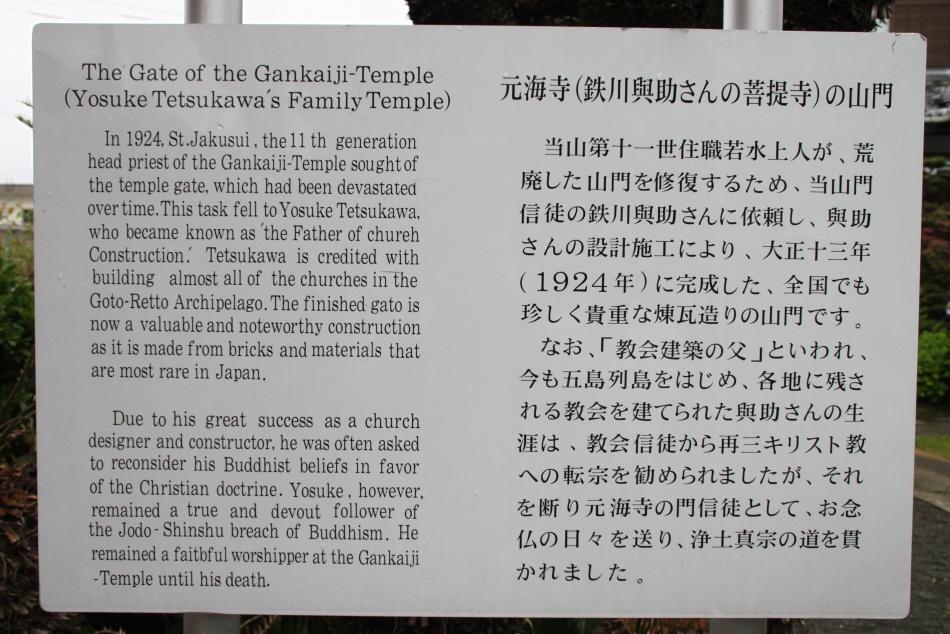 The Gate of the Gankaiji-Temple
(Yosuke Tetsukawa's Family Temple)
In 1924, St.Jakusui, the 11 th generation
head priest of the Gankaiji-Temple sought of
the temple gate, which had been devastated
over time. This task fell to Yosuke Tetsukawa,
who became known as 'the Father of chureh
Construction.' Tetsukawa is credited with
building almost all of the churches in the
Goto-Retto Archipelago. The finished gato is
now a valuable and noteworthy construction
as it is made from bricks and materials that
are most rare in Japan.
Due to his great success as a church
designer and constructor, he was often asked
to reconsider his Buddhist beliefs in favor
of the Christian doctrine. Yosuke, however,
remained a true and devout follower of
the Jodo-Shinshu breach of Buddhism. He
remained a faitbful worshipper at the Gankaiji
-Temple until his death.
元海寺(鉄川與助さんの菩提寺)の山門
当山第十一世住職若水上人が、荒
廃した山門を修復するため、当山門
信徒の鉄川與助さんに依頼し、與助
さんの設計施工により、大正十三年
(1924年)に完成した、全国でも
珍しく貴重な煉瓦造りの山門です。
なお、「教会建築の父」といわれ、
今も五島列島をはじめ、各地に残さ
れる教会を建てられた與助さんの生
涯は、教会信徒から再三キリスト教
への転宗を勧められましたが、それ
を断り元海寺の門信徒として、お念
仏の日々を送り、浄土真宗の道を貫
かれました。